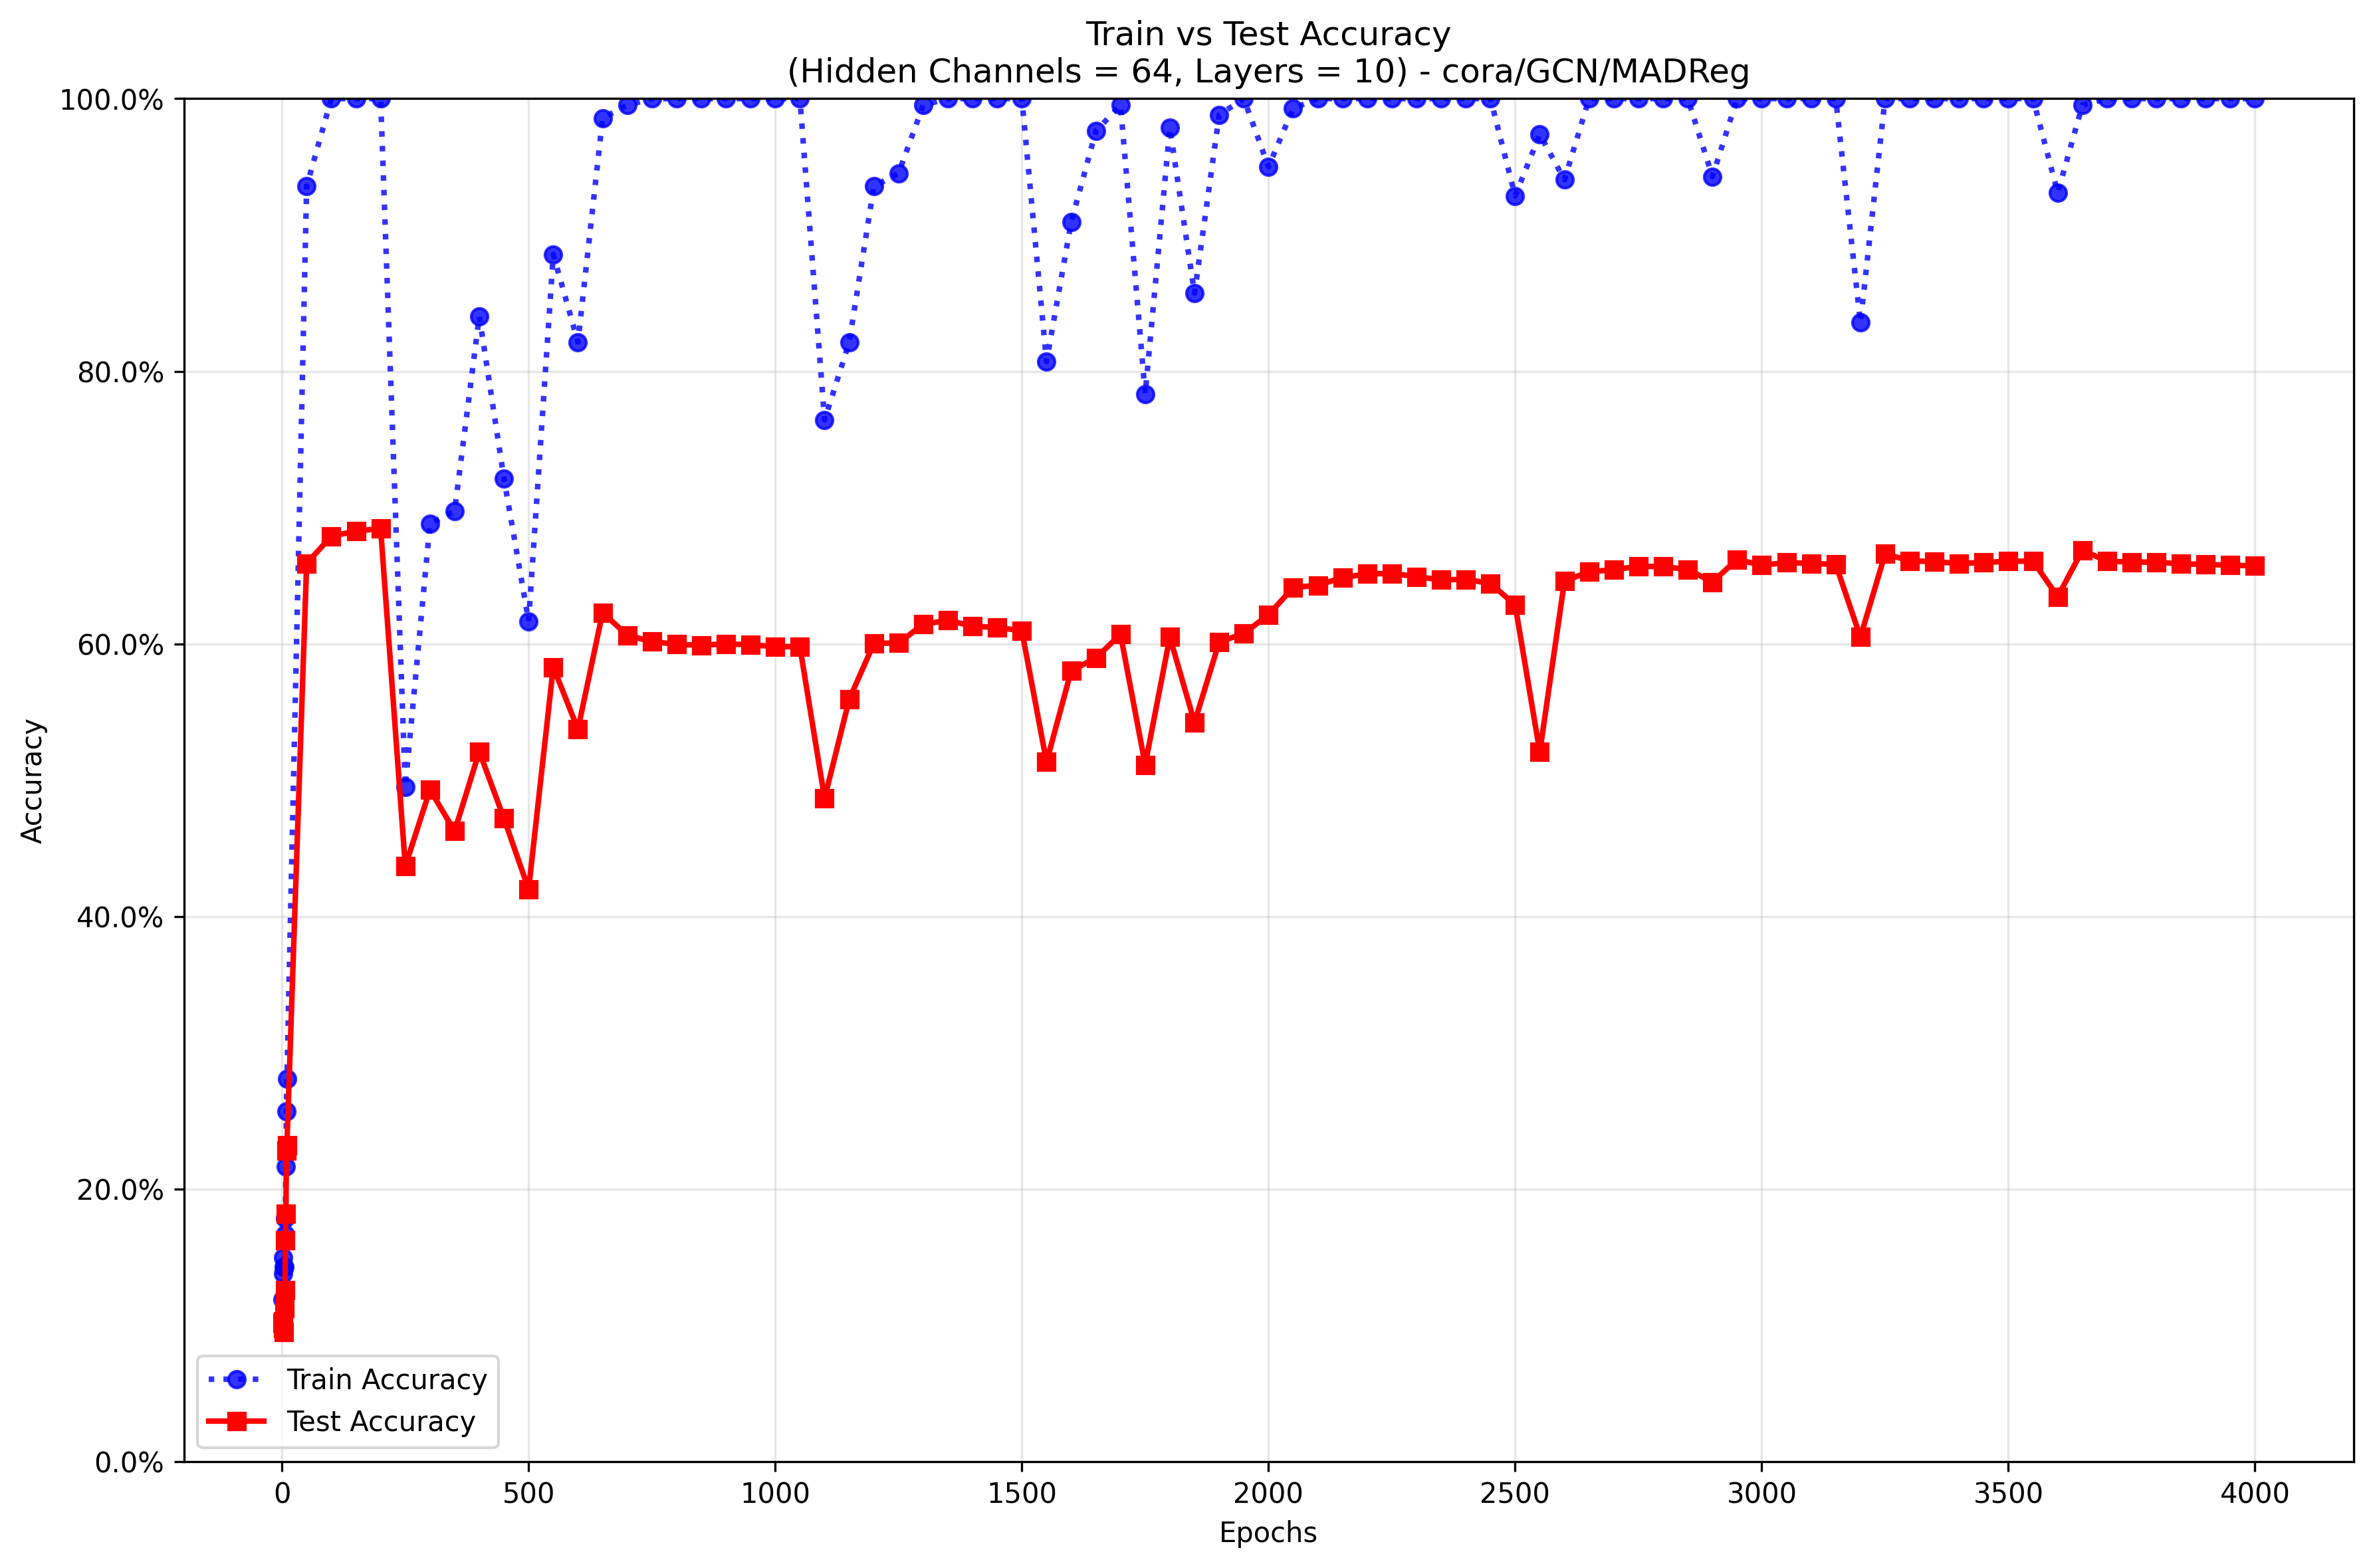 Train vs Test Accuracy
(Hidden Channels = 64, Layers = 10) - cora/GCN/MADReg
100.0%
80.0%
60.0%
40.0%
20.0%
0.0%
Accuracy
Train Accuracy
Test Accuracy
0 500 1000 1500 2000 2500 3000 3500 4000
Epochs